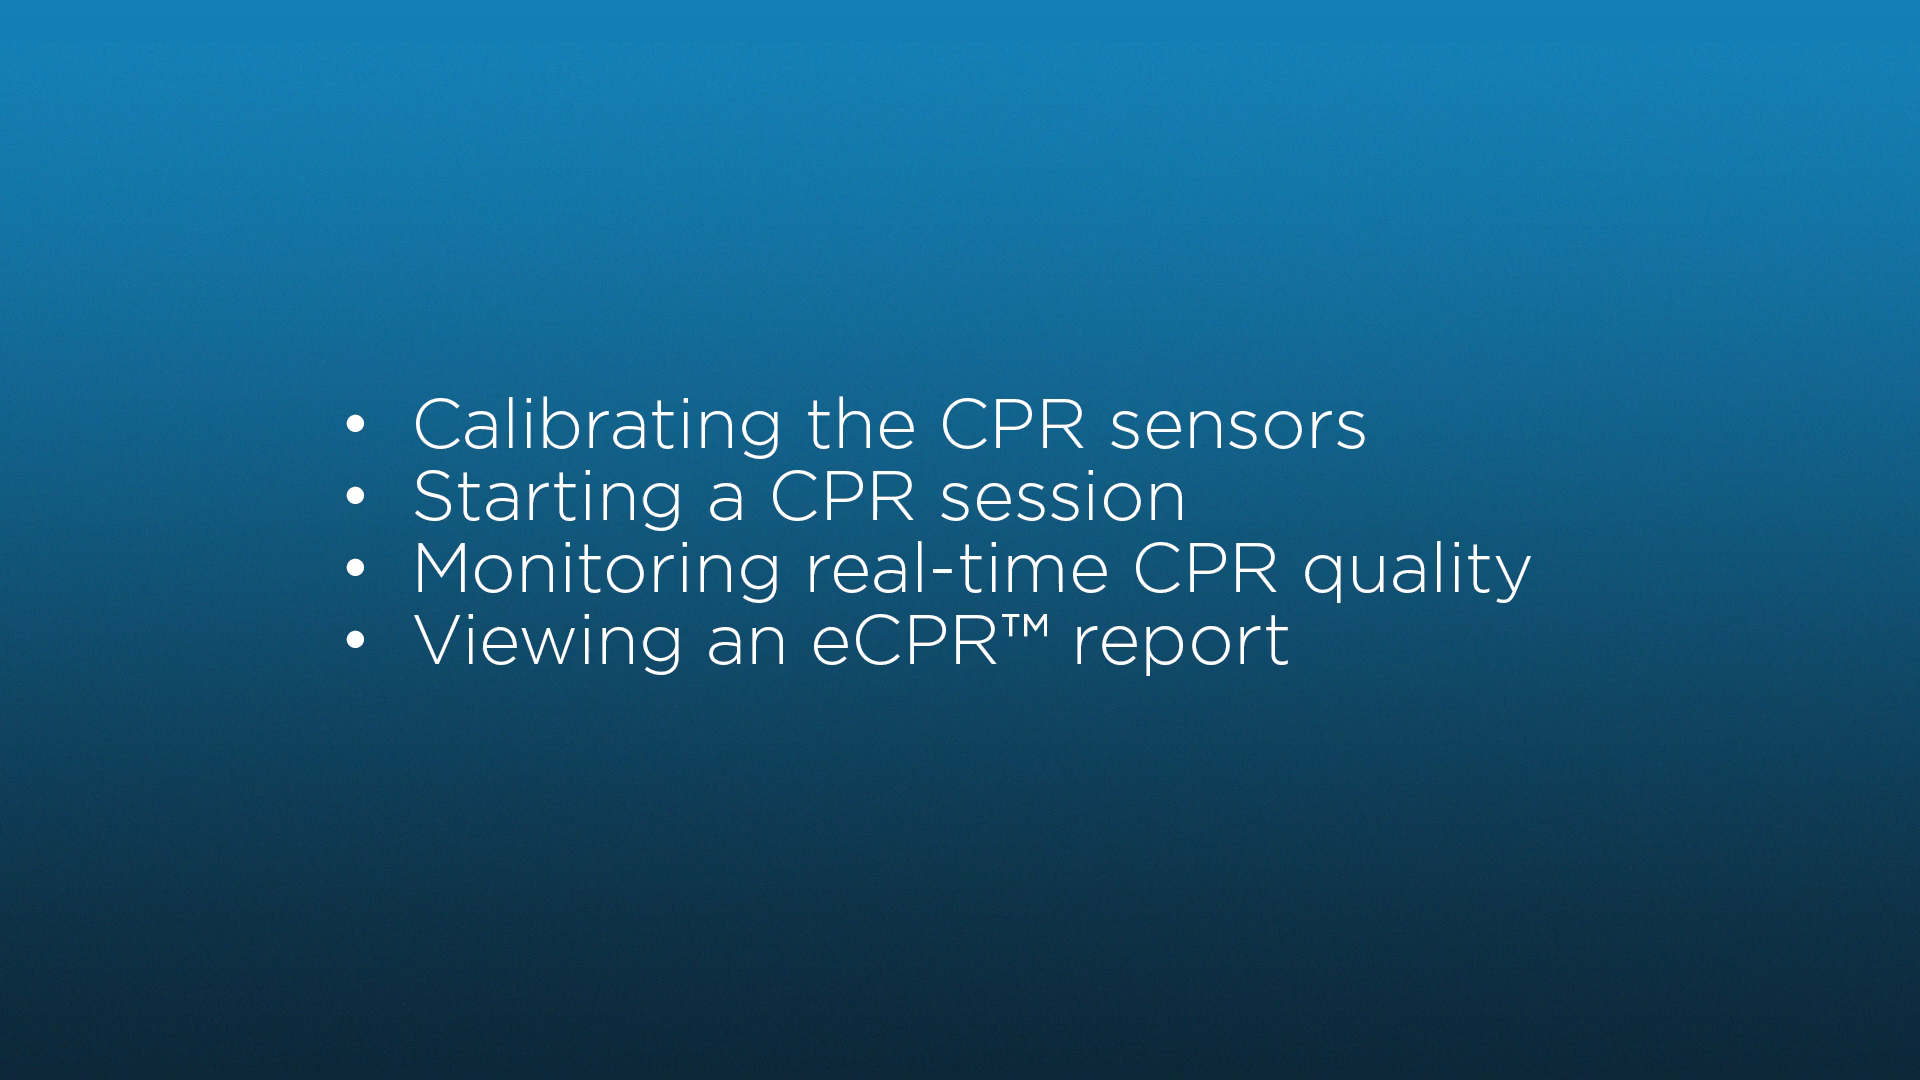 • Calibrating the CPR sensors
• Starting a CPR session
• Monitoring real-time CPR quality
• Viewing an eCPR™ report